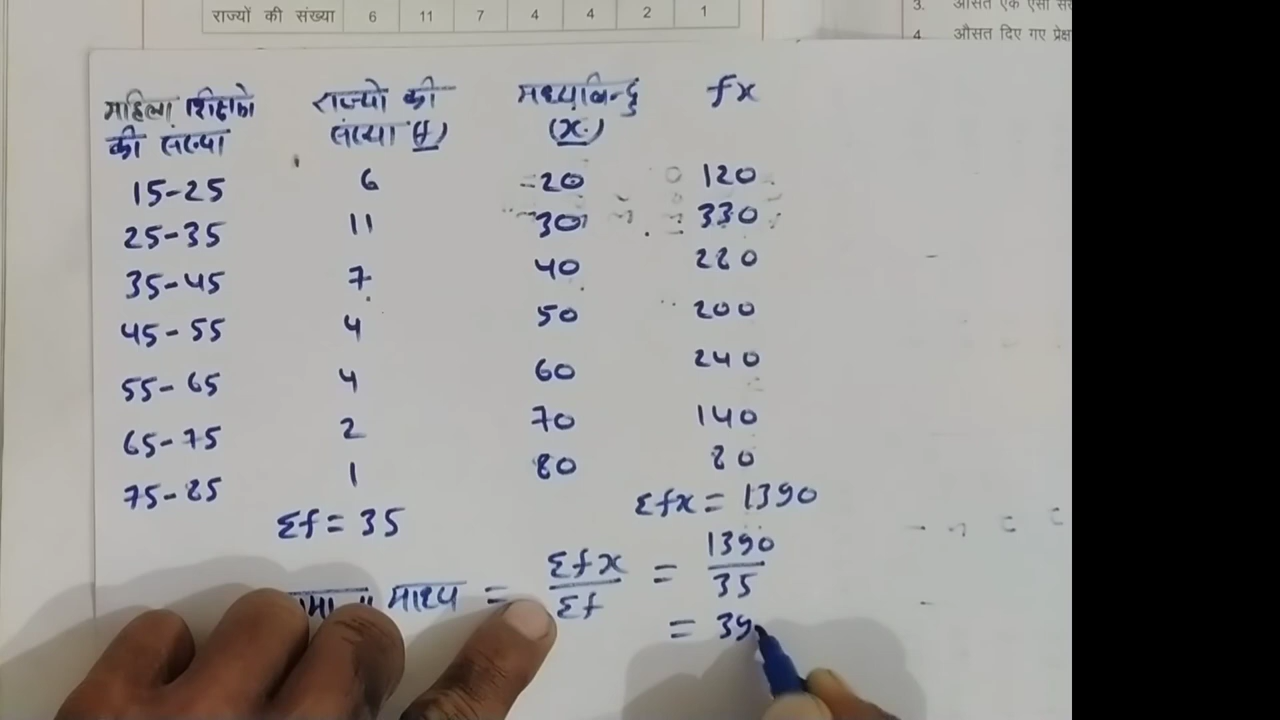 राज्यों की संख्या 6 11 7 4 4 2 1
3.
4. औसत दिए गए प्रेक्ष
महिला शिक्षको राज्यो की मध्यबिन्दु fx
की संख्या संख्या (f) (x)
15-25 6 20 120
25-35 11 30 330
35-45 7 40 280
45-55 4 50 200
55-65 4 60 240
65-75 2 70 140
75-85 1 80 80
Σf = 35 Σfx = 1390
माध्य = Σfx/Σf = 1390/35
= 39